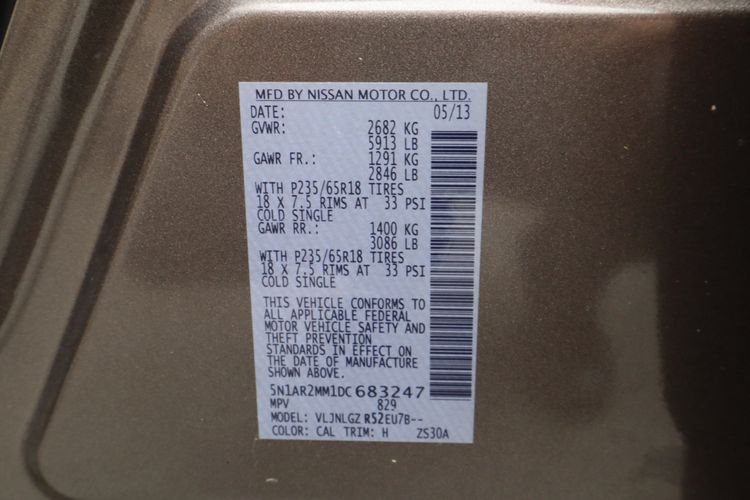 MFD BY NISSAN MOTOR CO., LTD.
DATE: 05/13
GVWR: 2682 KG
5913 LB
GAWR FR.: 1291 KG
2846 LB
WITH P235/65R18 TIRES
18 X 7.5 RIMS AT 33 PSI
COLD SINGLE
GAWR RR.: 1400 KG
3086 LB
WITH P235/65R18 TIRES
18 X 7.5 RIMS AT 33 PSI
COLD SINGLE
THIS VEHICLE CONFORMS TO
ALL APPLICABLE FEDERAL
MOTOR VEHICLE SAFETY AND
THEFT PREVENTION
STANDARDS IN EFFECT ON
THE DATE OF MANUFACTURE
SHOWN ABOVE.
5N1AR2MM1DC683247
MPV 829
MODEL: VLJNLGZ R52EU7B--
COLOR: CAL TRIM: H ZS30A